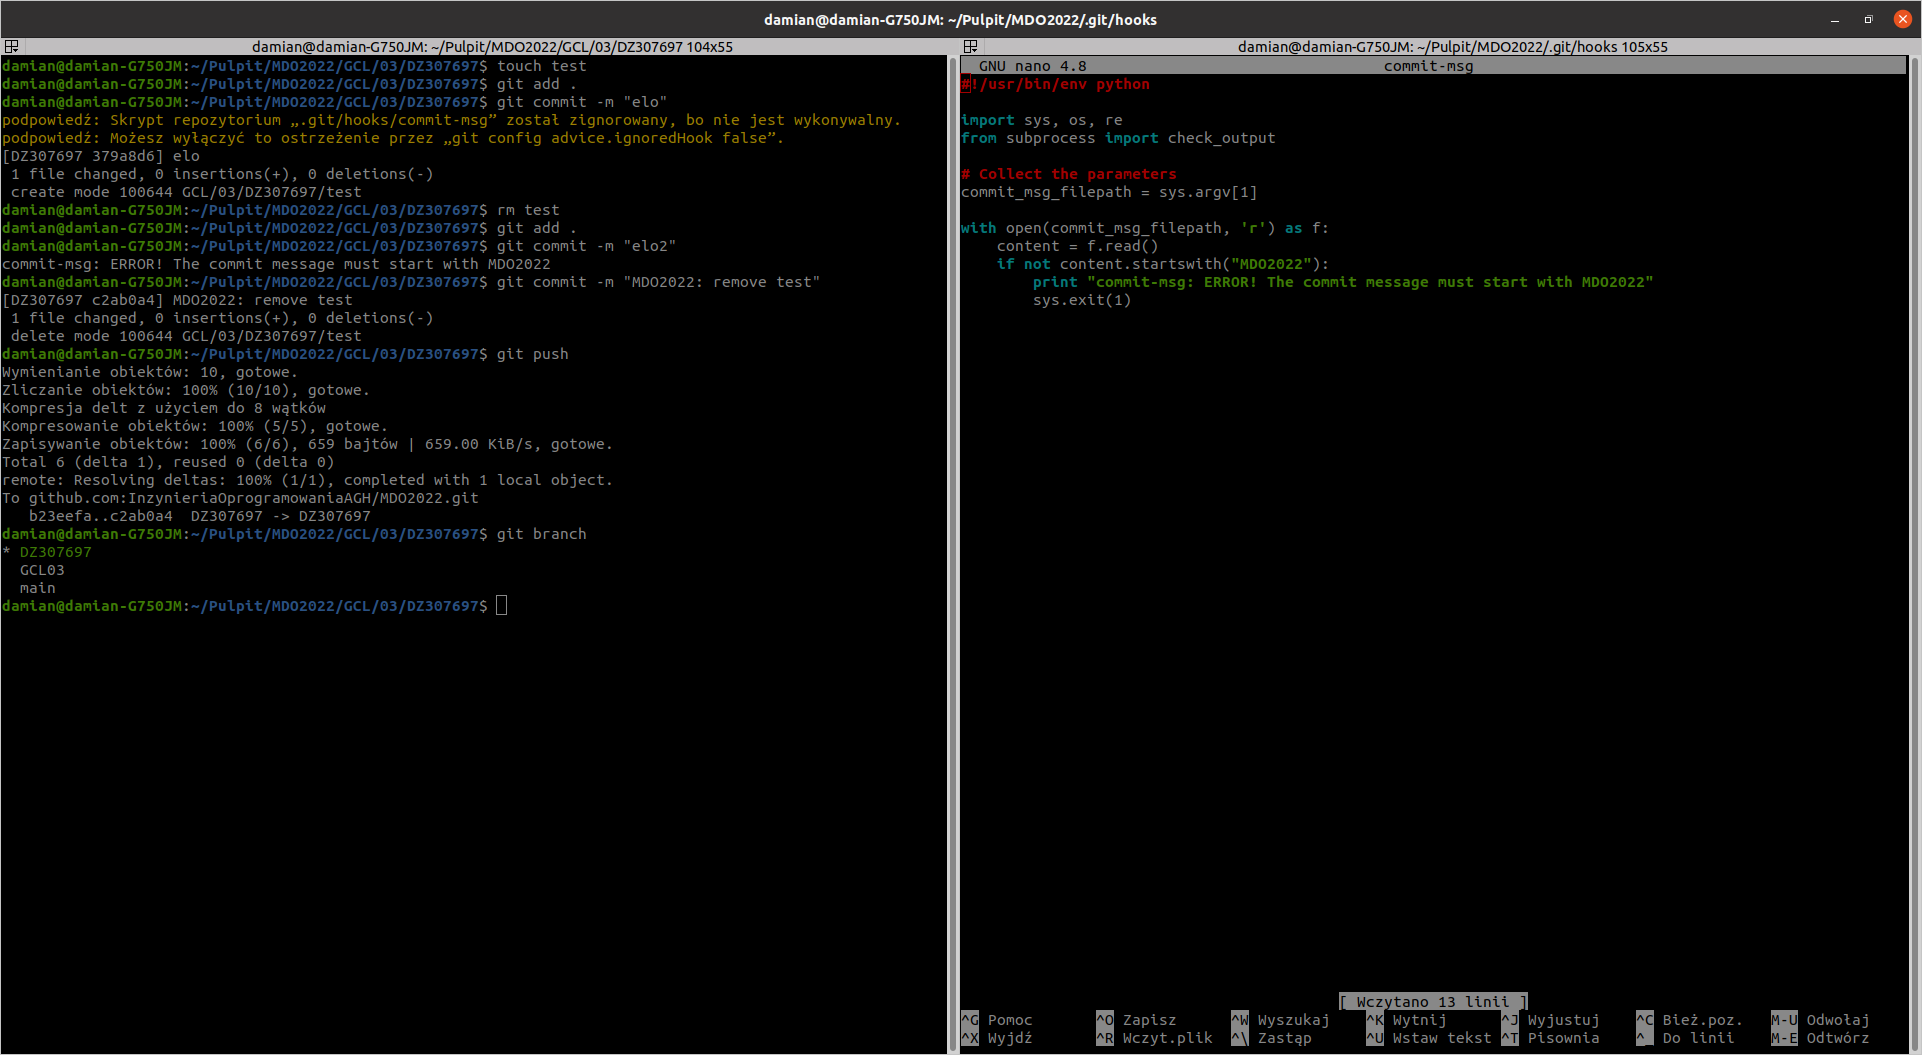 damian@damian-G750JM: ~/Pulpit/MDO2022/.git/hooks
damian@damian-G750JM: ~/Pulpit/MDO2022/GCL/03/DZ307697 104x55
damian@damian-G750JM:~/Pulpit/MDO2022/GCL/03/DZ307697$ touch test
damian@damian-G750JM:~/Pulpit/MDO2022/GCL/03/DZ307697$ git add .
damian@damian-G750JM:~/Pulpit/MDO2022/GCL/03/DZ307697$ git commit -m "elo"
podpowiedź: Skrypt repozytorium „.git/hooks/commit-msg” został zignorowany, bo nie jest wykonywalny.
podpowiedź: Możesz wyłączyć to ostrzeżenie przez „git config advice.ignoredHook false”.
[DZ307697 379a8d6] elo
 1 file changed, 0 insertions(+), 0 deletions(-)
 create mode 100644 GCL/03/DZ307697/test
damian@damian-G750JM:~/Pulpit/MDO2022/GCL/03/DZ307697$ rm test
damian@damian-G750JM:~/Pulpit/MDO2022/GCL/03/DZ307697$ git add .
damian@damian-G750JM:~/Pulpit/MDO2022/GCL/03/DZ307697$ git commit -m "elo2"
commit-msg: ERROR! The commit message must start with MDO2022
damian@damian-G750JM:~/Pulpit/MDO2022/GCL/03/DZ307697$ git commit -m "MDO2022: remove test"
[DZ307697 c2ab0a4] MDO2022: remove test
 1 file changed, 0 insertions(+), 0 deletions(-)
 delete mode 100644 GCL/03/DZ307697/test
damian@damian-G750JM:~/Pulpit/MDO2022/GCL/03/DZ307697$ git push
Wymienianie obiektów: 10, gotowe.
Zliczanie obiektów: 100% (10/10), gotowe.
Kompresja delt z użyciem do 8 wątków
Kompresowanie obiektów: 100% (5/5), gotowe.
Zapisywanie obiektów: 100% (6/6), 659 bajtów | 659.00 KiB/s, gotowe.
Total 6 (delta 1), reused 0 (delta 0)
remote: Resolving deltas: 100% (1/1), completed with 1 local object.
To github.com:InzynieriaOprogramowaniaAGH/MDO2022.git
   b23eefa..c2ab0a4  DZ307697 -> DZ307697
damian@damian-G750JM:~/Pulpit/MDO2022/GCL/03/DZ307697$ git branch
* DZ307697
  GCL03
  main
damian@damian-G750JM:~/Pulpit/MDO2022/GCL/03/DZ307697$
damian@damian-G750JM: ~/Pulpit/MDO2022/.git/hooks 105x55
GNU nano 4.8 commit-msg
#!/usr/bin/env python
import sys, os, re
from subprocess import check_output
# Collect the parameters
commit_msg_filepath = sys.argv[1]
with open(commit_msg_filepath, 'r') as f:
    content = f.read()
    if not content.startswith("MDO2022"):
        print "commit-msg: ERROR! The commit message must start with MDO2022"
        sys.exit(1)
[ Wczytano 13 linii ]
^G Pomoc ^O Zapisz ^W Wyszukaj ^K Wytnij ^J Wyjustuj ^C Bież.poz. M-U Odwołaj
^X Wyjdź ^R Wczyt.plik ^\ Zastąp ^U Wstaw tekst ^T Pisownia ^_ Do linii M-E Odtwórz